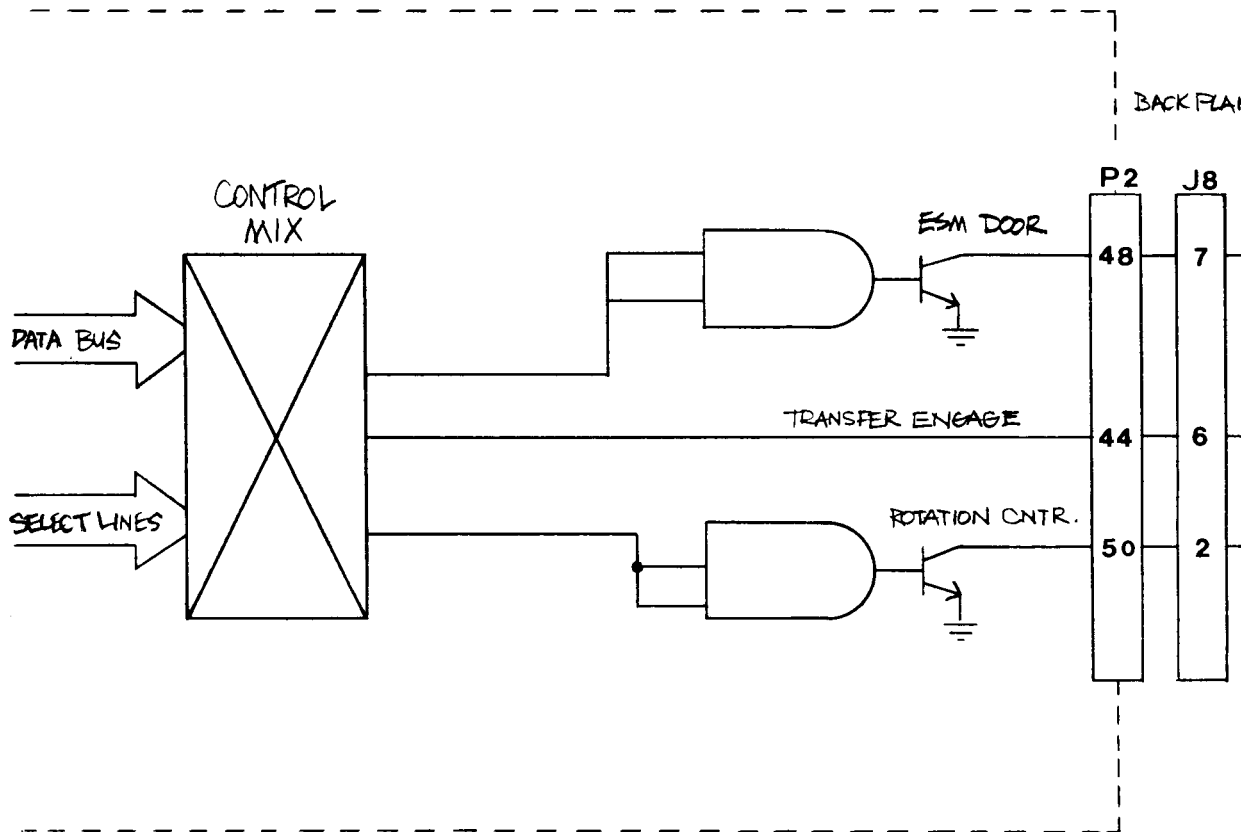 BACK PLAN
P2 J8
CONTROL
MIX
ESM DOOR
48 7
DATA BUS
TRANSFER ENGAGE
44 6
SELECT LINES
ROTATION CNTR.
50 2